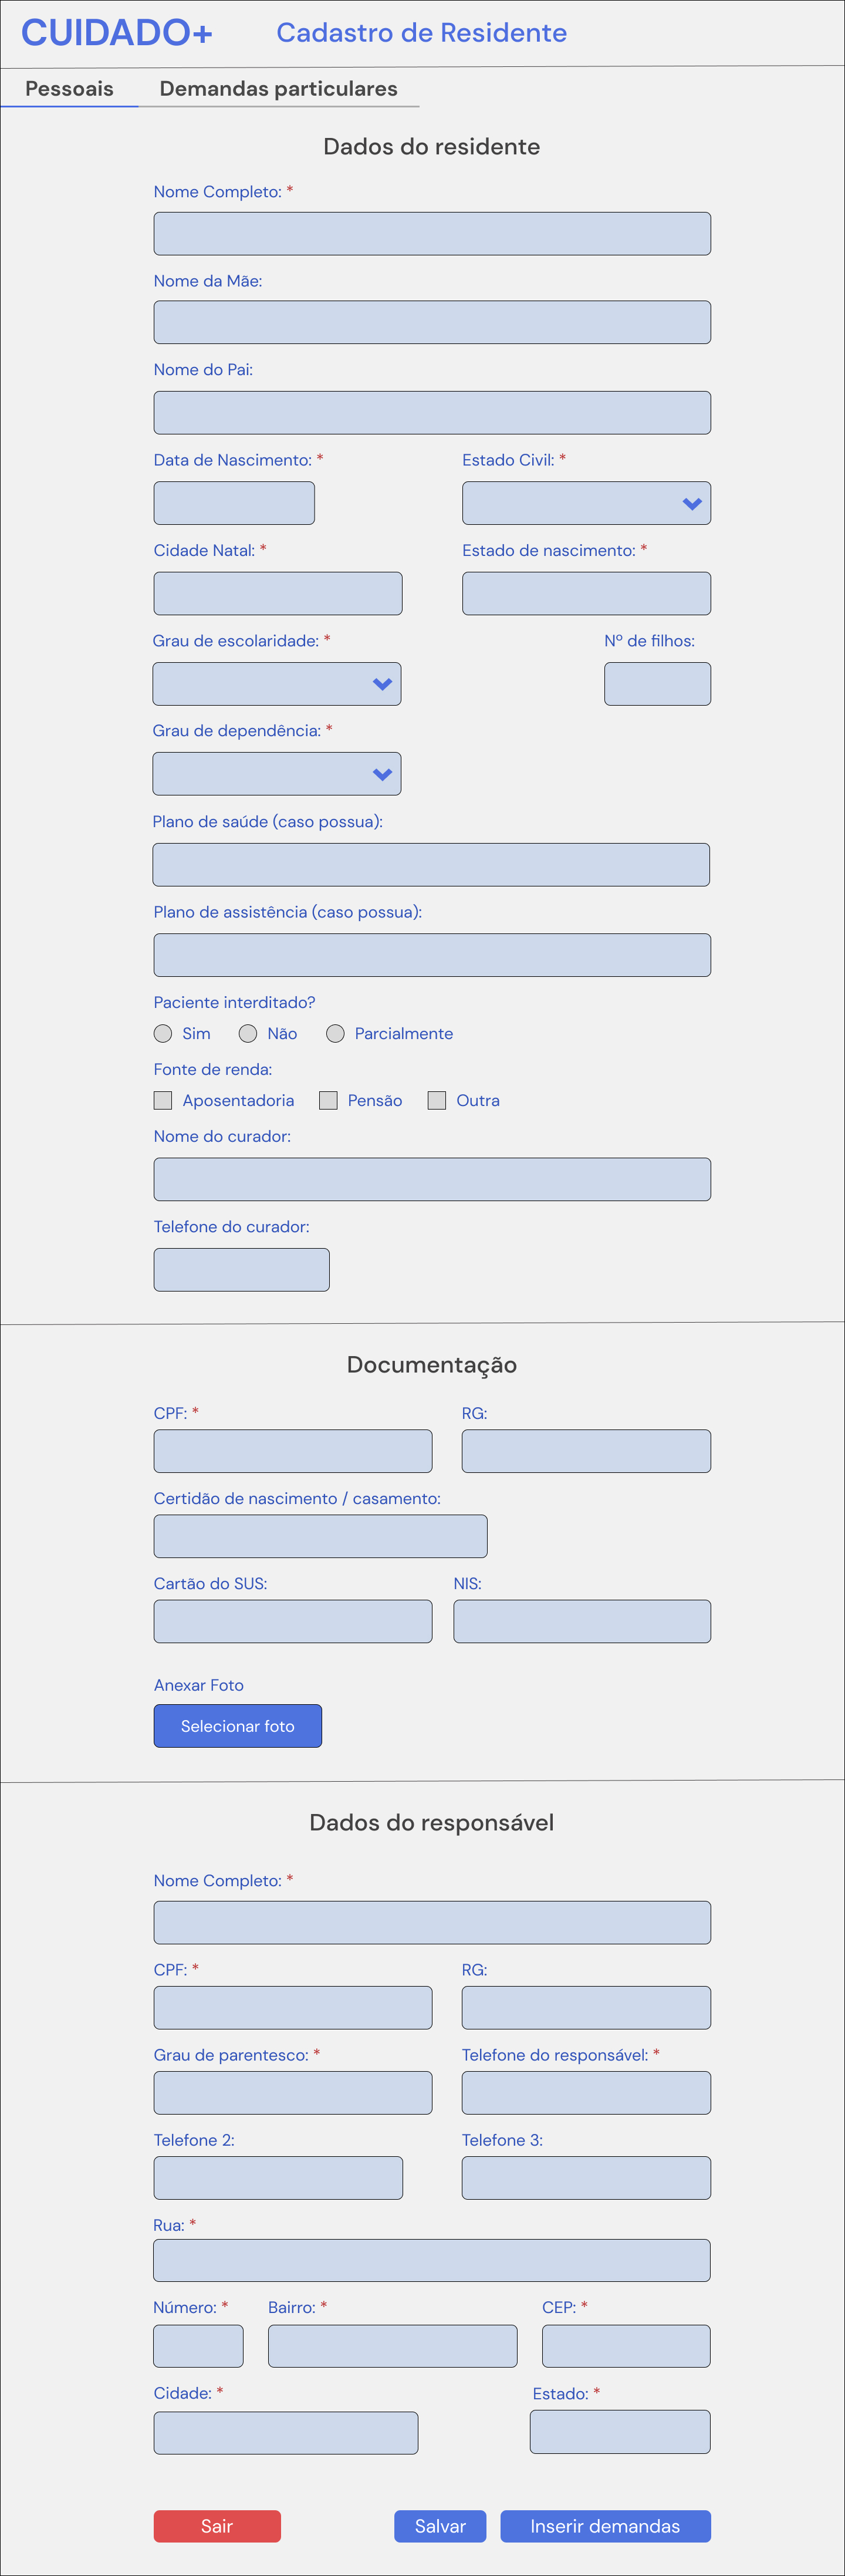 CUIDADO+ Cadastro de Residente
Pessoais Demandas particulares
Dados do residente
Nome Completo: *
Nome da Mãe:
Nome do Pai:
Data de Nascimento: * Estado Civil: *
Cidade Natal: * Estado de nascimento: *
Grau de escolaridade: * Nº de filhos:
Grau de dependência: *
Plano de saúde (caso possua):
Plano de assistência (caso possua):
Paciente interditado?
Sim Não Parcialmente
Fonte de renda:
Aposentadoria Pensão Outra
Nome do curador:
Telefone do curador:
Documentação
CPF: * RG:
Certidão de nascimento / casamento:
Cartão do SUS: NIS:
Anexar Foto
Selecionar foto
Dados do responsável
Nome Completo: *
CPF: * RG:
Grau de parentesco: * Telefone do responsável: *
Telefone 2: Telefone 3:
Rua: *
Número: * Bairro: * CEP: *
Cidade: * Estado: *
Sair Salvar Inserir demandas